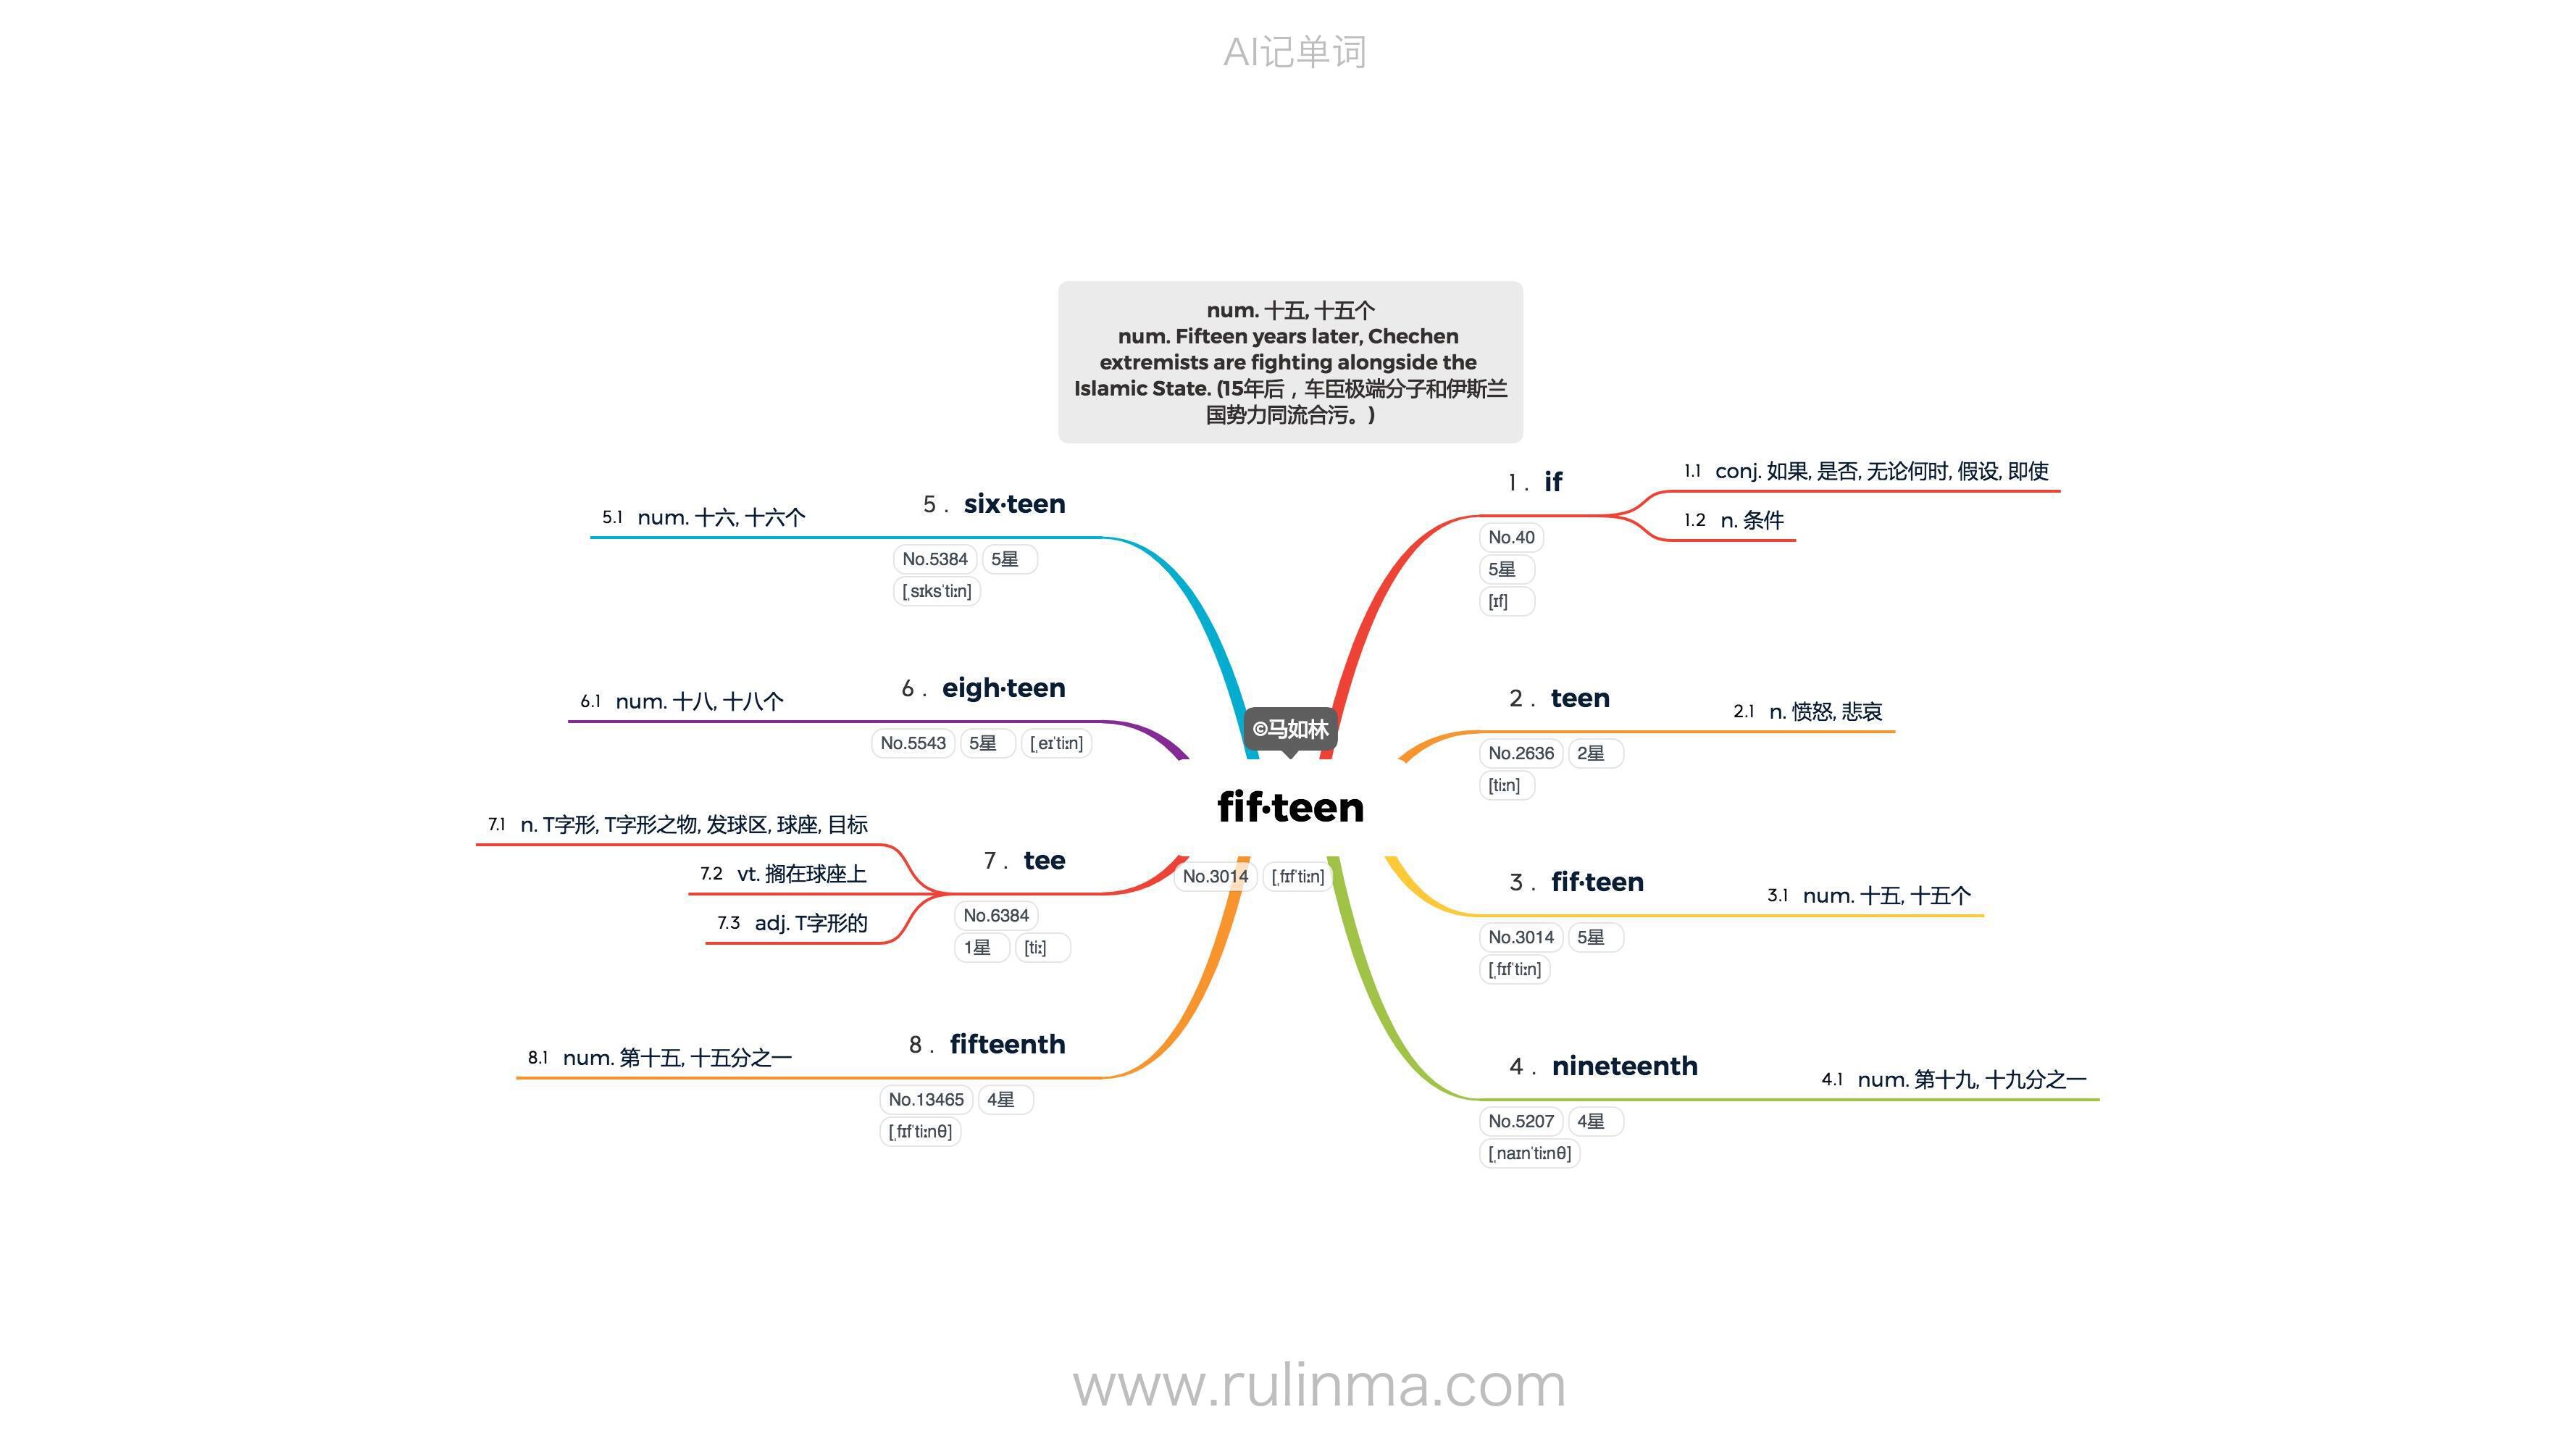 AI记单词
num. 十五, 十五个
num. Fifteen years later, Chechen
extremists are fighting alongside the
Islamic State. (15年后，车臣极端分子和伊斯兰
国势力同流合污。)
©马如林
fif·teen
No.3014 [ˌfɪfˈtiːn]
1. if
No.40
5星
[ɪf]
1.1 conj. 如果, 是否, 无论何时, 假设, 即使
1.2 n. 条件
2. teen
No.2636 2星
[tiːn]
2.1 n. 愤怒, 悲哀
3. fif·teen
No.3014 5星
[ˌfɪfˈtiːn]
3.1 num. 十五, 十五个
4. nineteenth
No.5207 4星
[ˌnaɪnˈtiːnθ]
4.1 num. 第十九, 十九分之一
5. six·teen
No.5384 5星
[ˌsɪksˈtiːn]
5.1 num. 十六, 十六个
6. eigh·teen
No.5543 5星 [ˌeɪˈtiːn]
6.1 num. 十八, 十八个
7. tee
No.6384
1星 [tiː]
7.1 n. T字形, T字形之物, 发球区, 球座, 目标
7.2 vt. 搁在球座上
7.3 adj. T字形的
8. fifteenth
No.13465 4星
[ˌfɪfˈtiːnθ]
8.1 num. 第十五, 十五分之一
www.rulinma.com